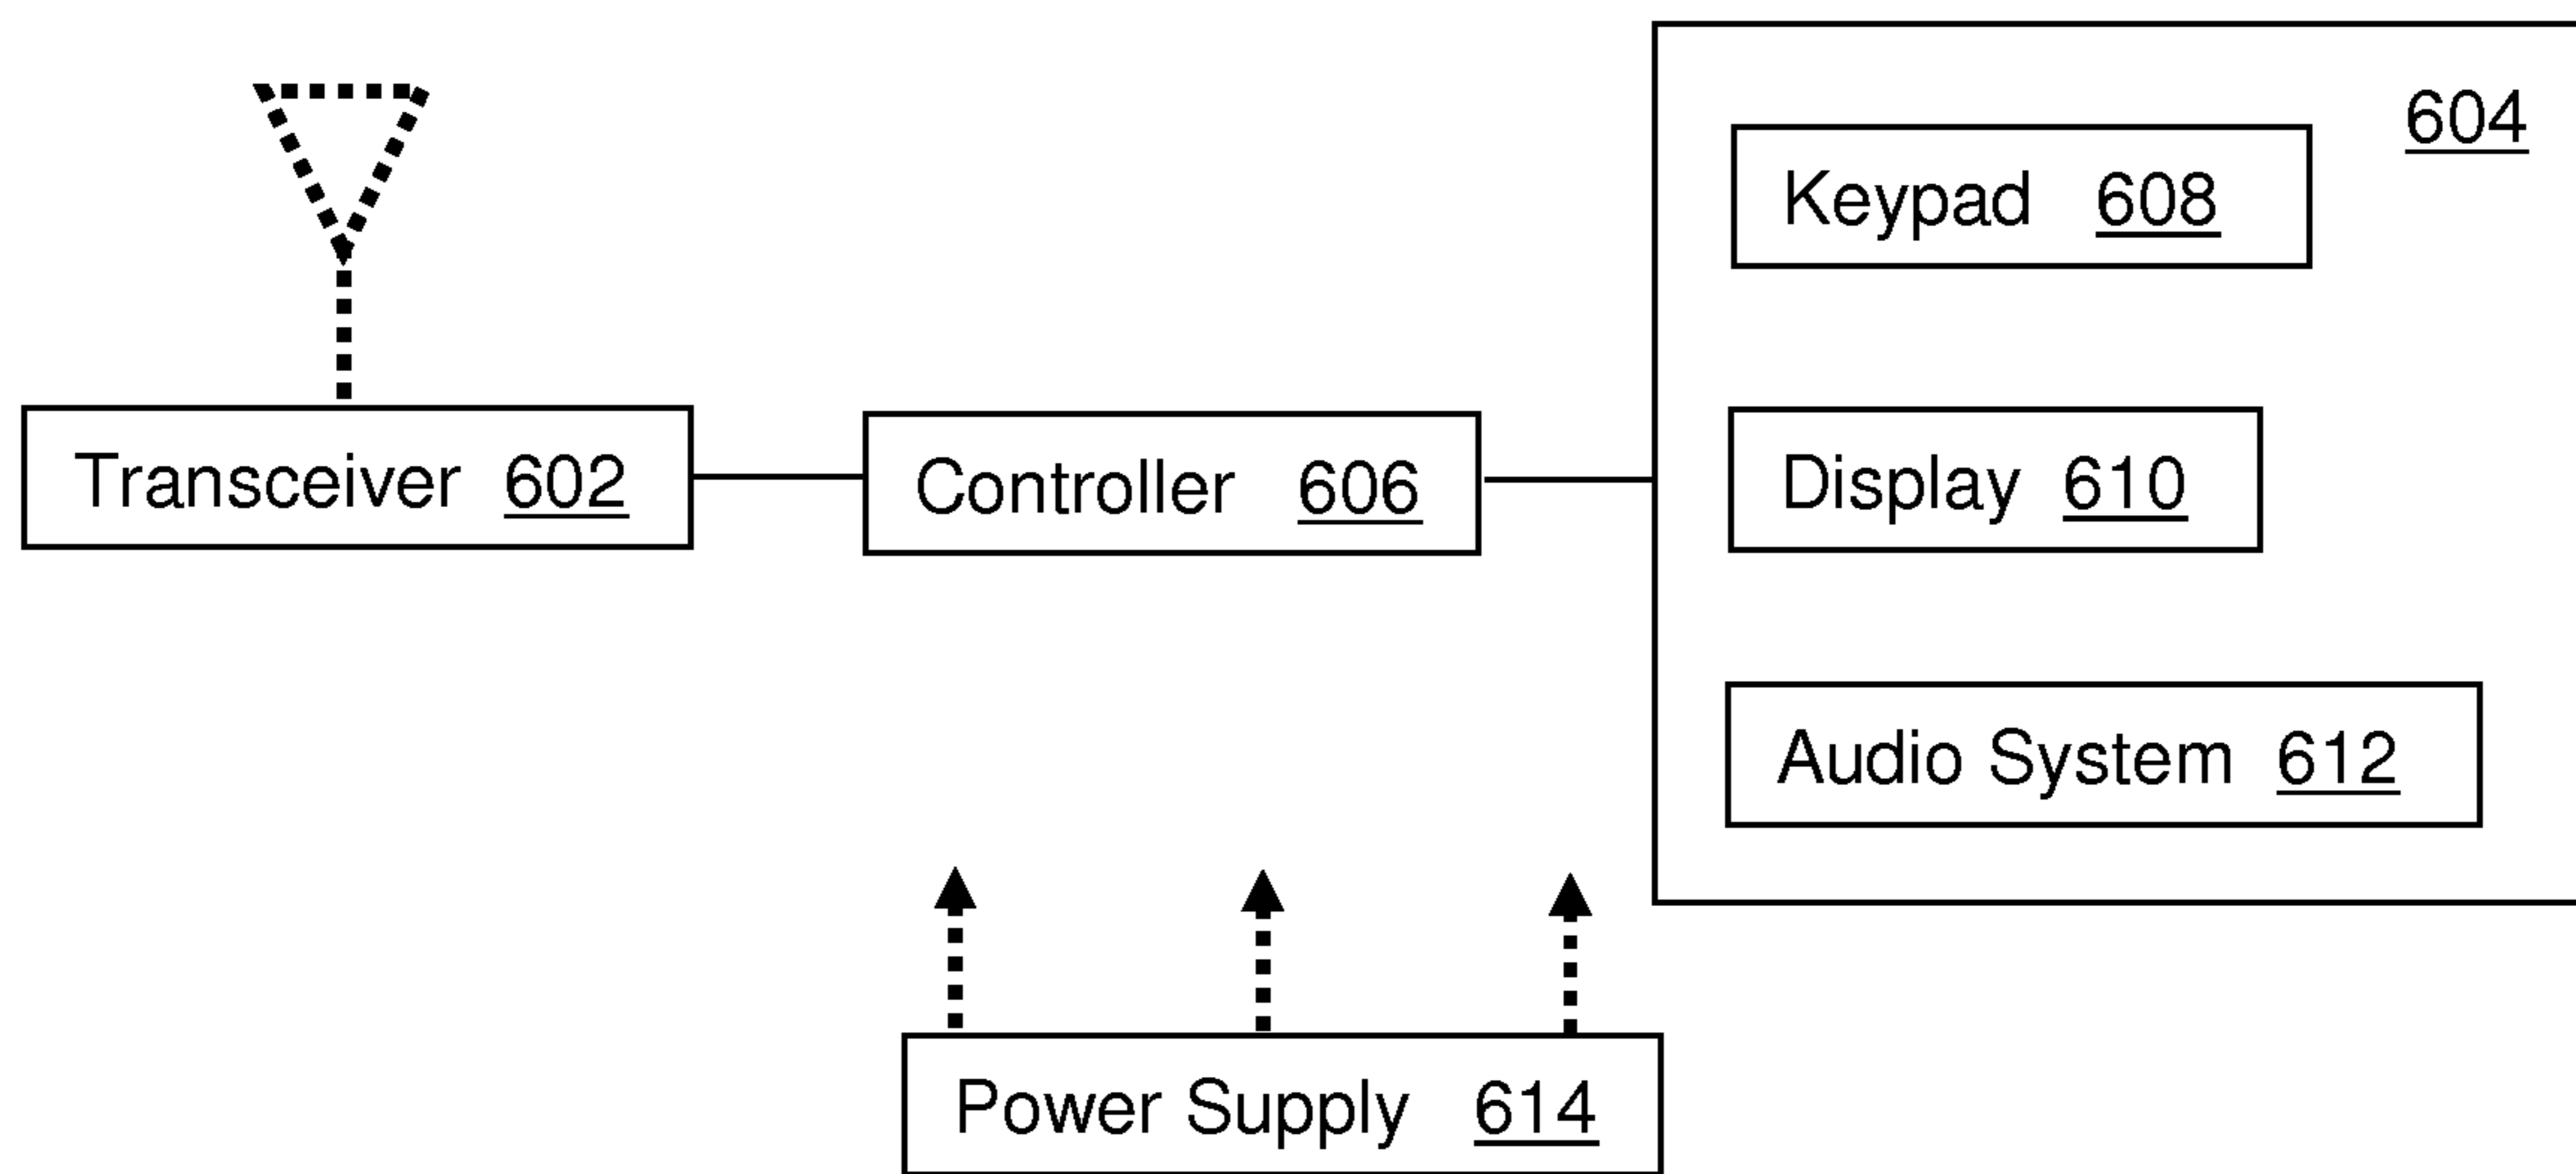 604
Keypad 608
Transceiver 602
Controller 606
Display 610
Audio System 612
Power Supply 614